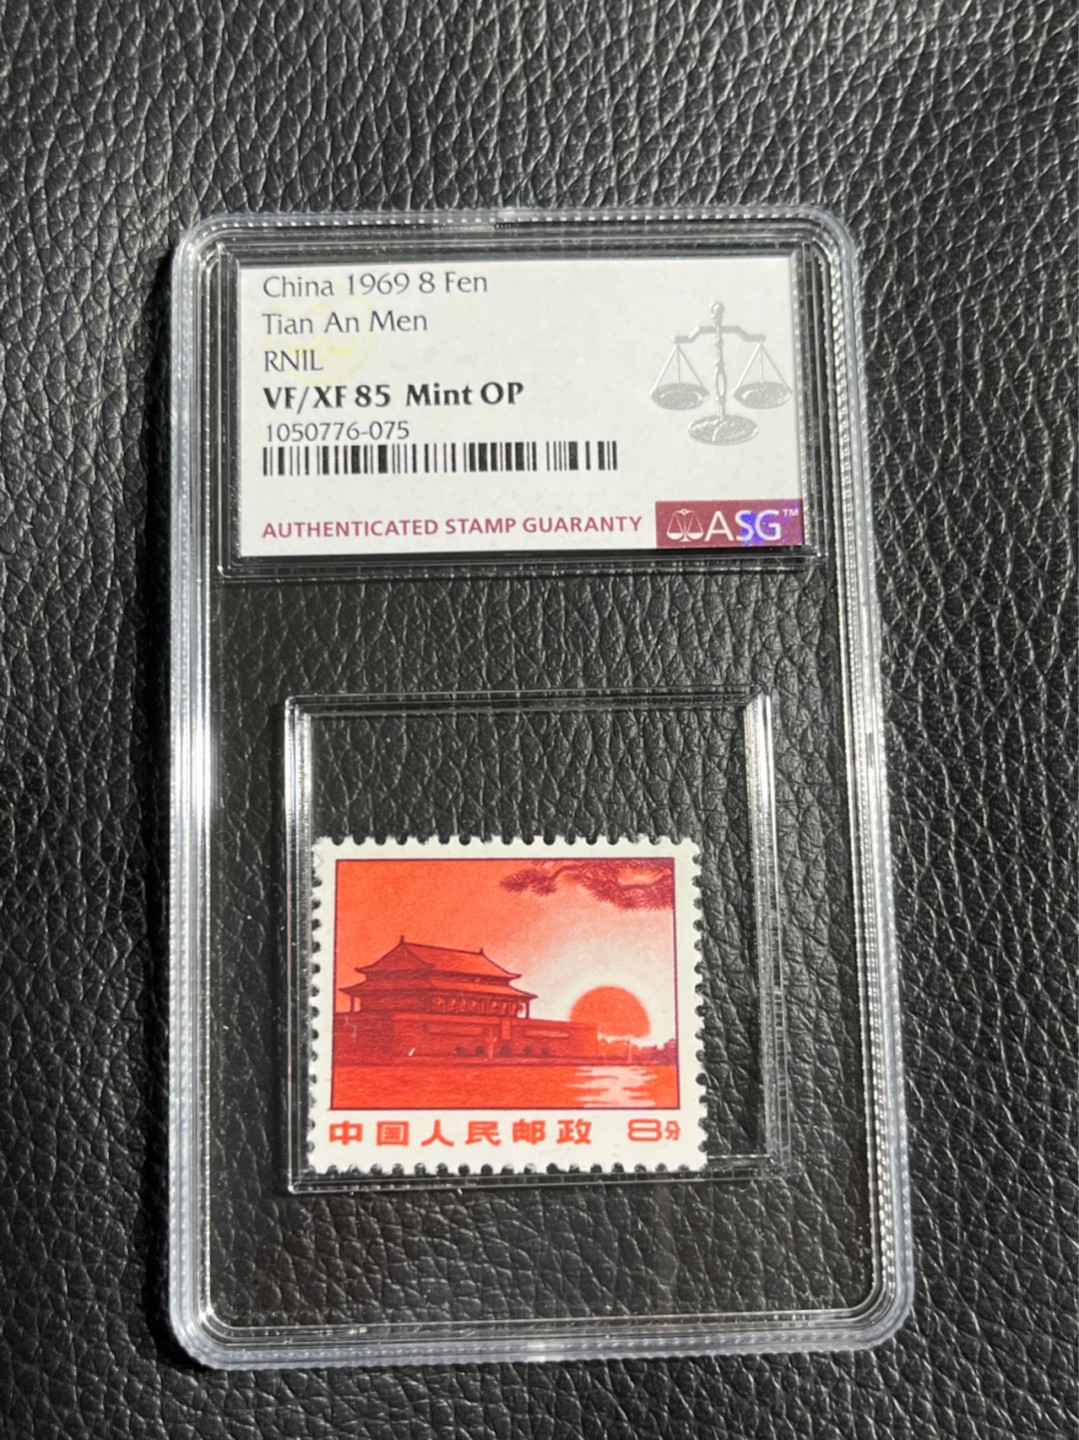 China 1969 8 Fen
Tian An Men
RNIL
VF/XF 85 Mint OP
1050776-075
AUTHENTICATED STAMP GUARANTY ASG™
中国人民邮政 8分